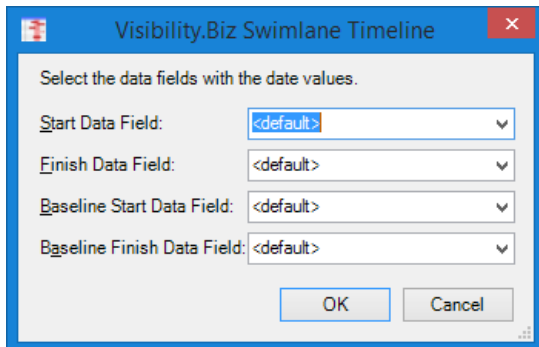 Visibility.Biz Swimlane Timeline
Select the data fields with the date values.
Start Data Field: <default>
Finish Data Field: <default>
Baseline Start Data Field: <default>
Baseline Finish Data Field: <default>
OK Cancel